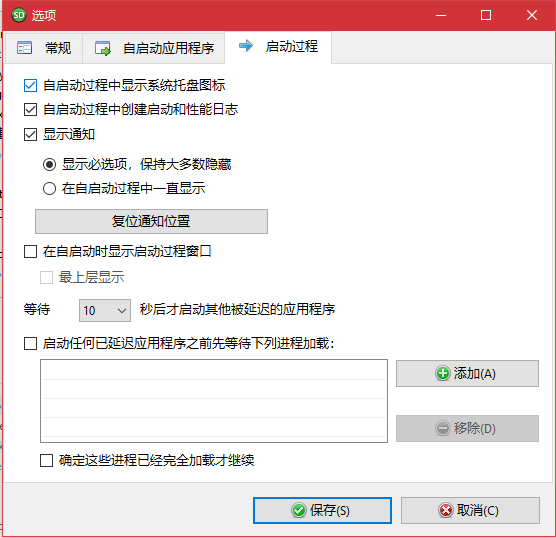 SD 选项
常规 自启动应用程序 启动过程
自启动过程中显示系统托盘图标
自启动过程中创建启动和性能日志
显示通知
显示必选项，保持大多数隐藏
在自启动过程中一直显示
复位通知位置
在自启动时显示启动过程窗口
最上层显示
等待 10 秒后才启动其他被延迟的应用程序
启动任何已延迟应用程序之前先等待下列进程加载：
添加(A)
移除(D)
确定这些进程已经完全加载才继续
保存(S) 取消(C)